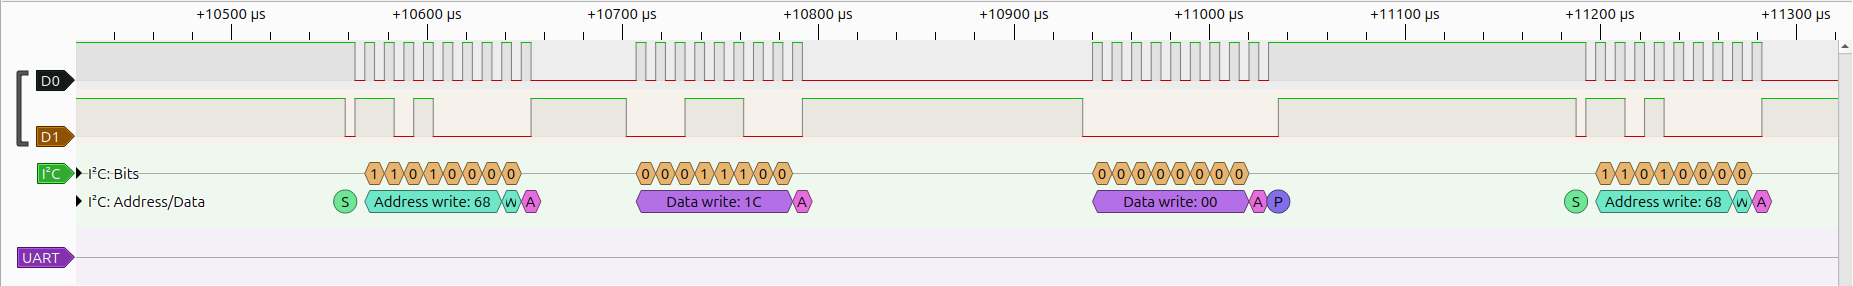 +10500 µs +10600 µs +10700 µs +10800 µs +10900 µs +11000 µs +11100 µs +11200 µs +11300 µs
D0
D1
I²C I²C: Bits 1 1 0 1 0 0 0 0 0 0 0 1 1 1 0 0 0 0 0 0 0 0 0 0 1 1 0 1 0 0 0 0
I²C: Address/Data S Address write: 68 W A Data write: 1C A Data write: 00 A P S Address write: 68 W A
UART